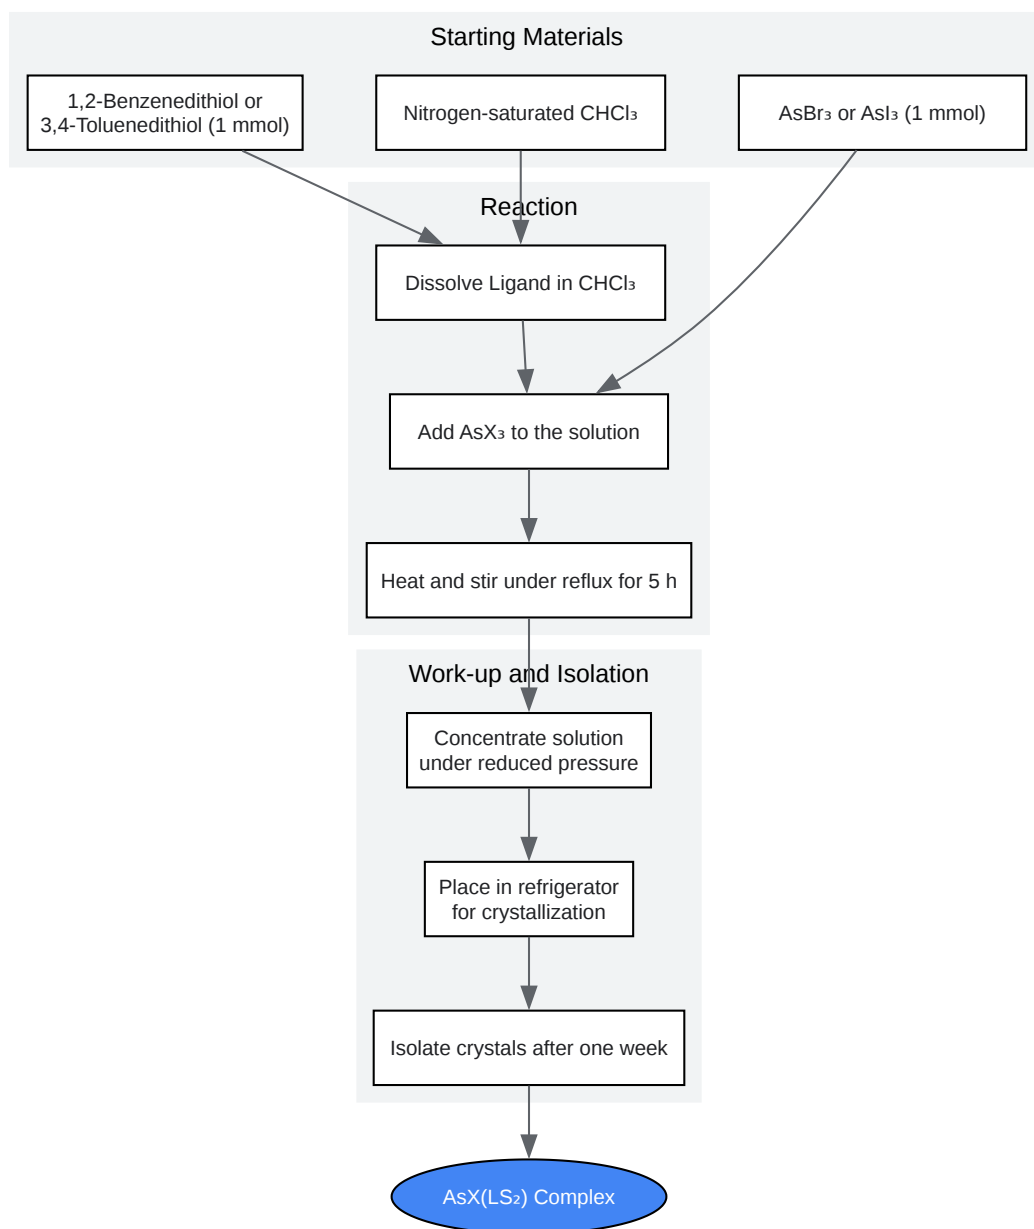 Starting Materials
1,2-Benzenedithiol or
3,4-Toluenedithiol (1 mmol)
Nitrogen-saturated CHCl₃
AsBr₃ or AsI₃ (1 mmol)
Reaction
Dissolve Ligand in CHCl₃
Add AsX₃ to the solution
Heat and stir under reflux for 5 h
Work-up and Isolation
Concentrate solution
under reduced pressure
Place in refrigerator
for crystallization
Isolate crystals after one week
AsX(LS₂) Complex